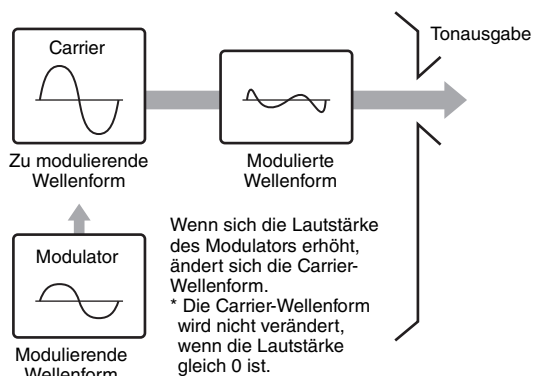 Carrier
Tonausgabe
Zu modulierende
Wellenform
Modulierte
Wellenform
Modulator
Wenn sich die Lautstärke
des Modulators erhöht,
ändert sich die Carrier-
Wellenform.
* Die Carrier-Wellenform
wird nicht verändert,
wenn die Lautstärke
gleich 0 ist.
Modulierende
Wellenform